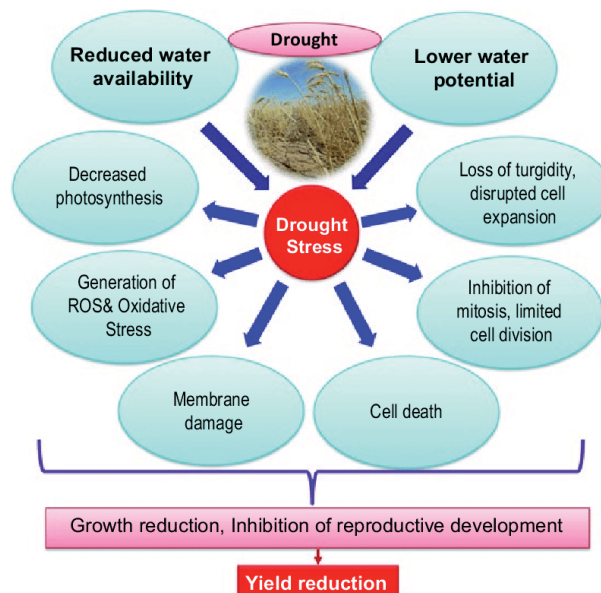 Drought
Reduced water
availability
Lower water
potential
Decreased
photosynthesis
Loss of turgidity,
disrupted cell
expansion
Drought
Stress
Generation of
ROS& Oxidative
Stress
Inhibition of
mitosis, limited
cell division
Membrane
damage
Cell death
Growth reduction, Inhibition of reproductive development
Yield reduction